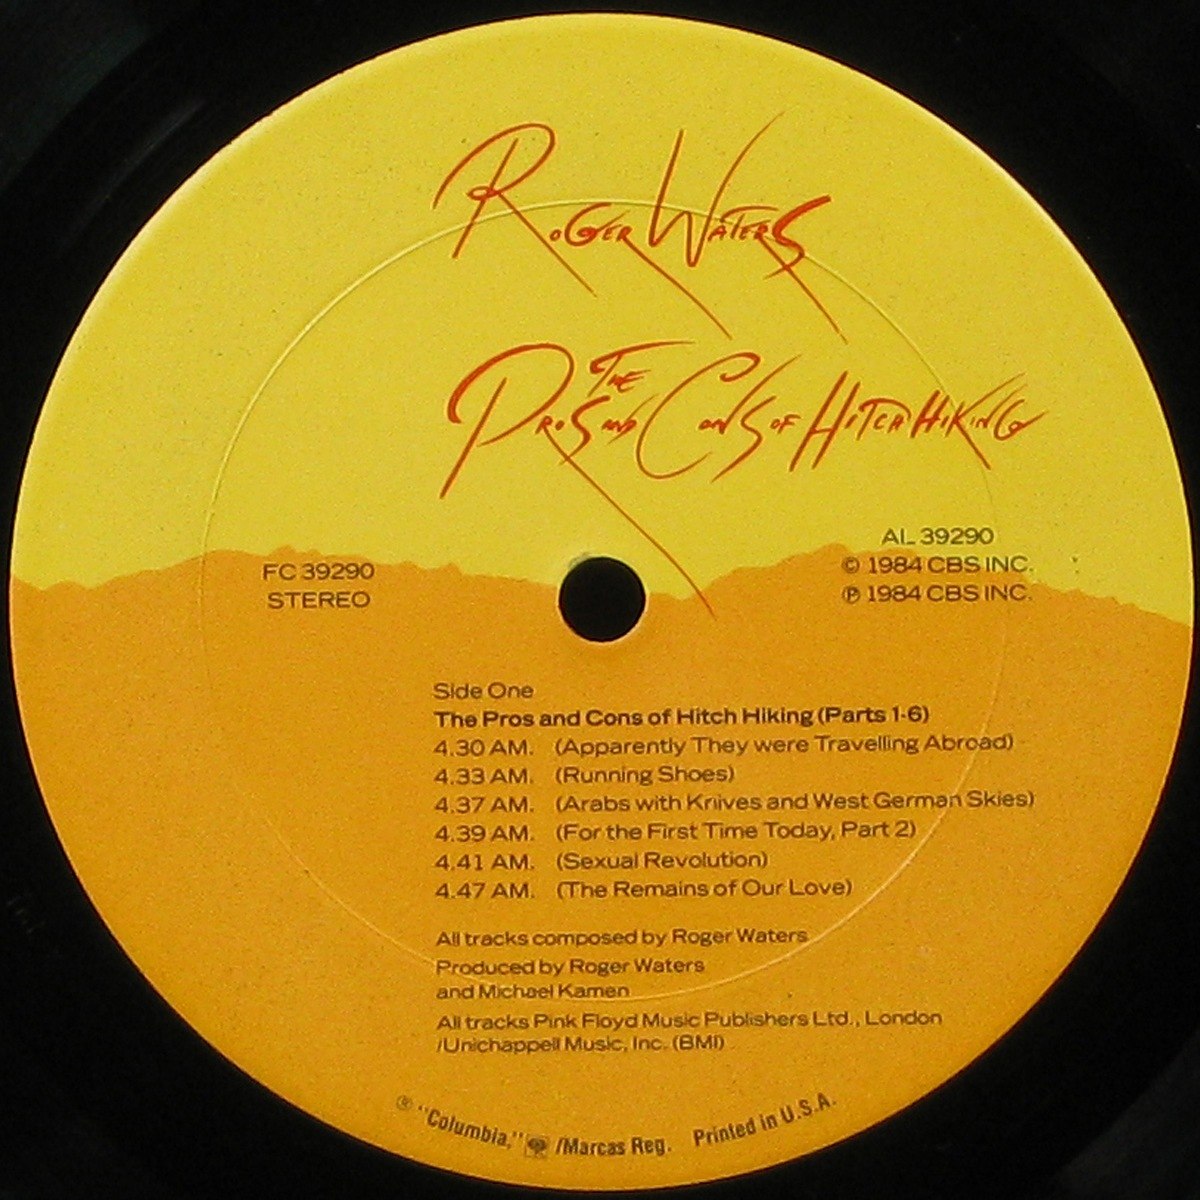 Roger Waters
The
Pros and Cons of Hitch Hiking
FC 39290
STEREO
AL 39290
© 1984 CBS INC.
℗ 1984 CBS INC.
Side One
The Pros and Cons of Hitch Hiking (Parts 1-6)
4.30 AM. (Apparently They were Travelling Abroad)
4.33 AM. (Running Shoes)
4.37 AM. (Arabs with Knives and West German Skies)
4.39 AM. (For the First Time Today, Part 2)
4.41 AM. (Sexual Revolution)
4.47 AM. (The Remains of Our Love)
All tracks composed by Roger Waters
Produced by Roger Waters
and Michael Kamen
All tracks Pink Floyd Music Publishers Ltd., London
/Unichappell Music, Inc. (BMI)
® "Columbia," /Marcas Reg. Printed in U.S.A.